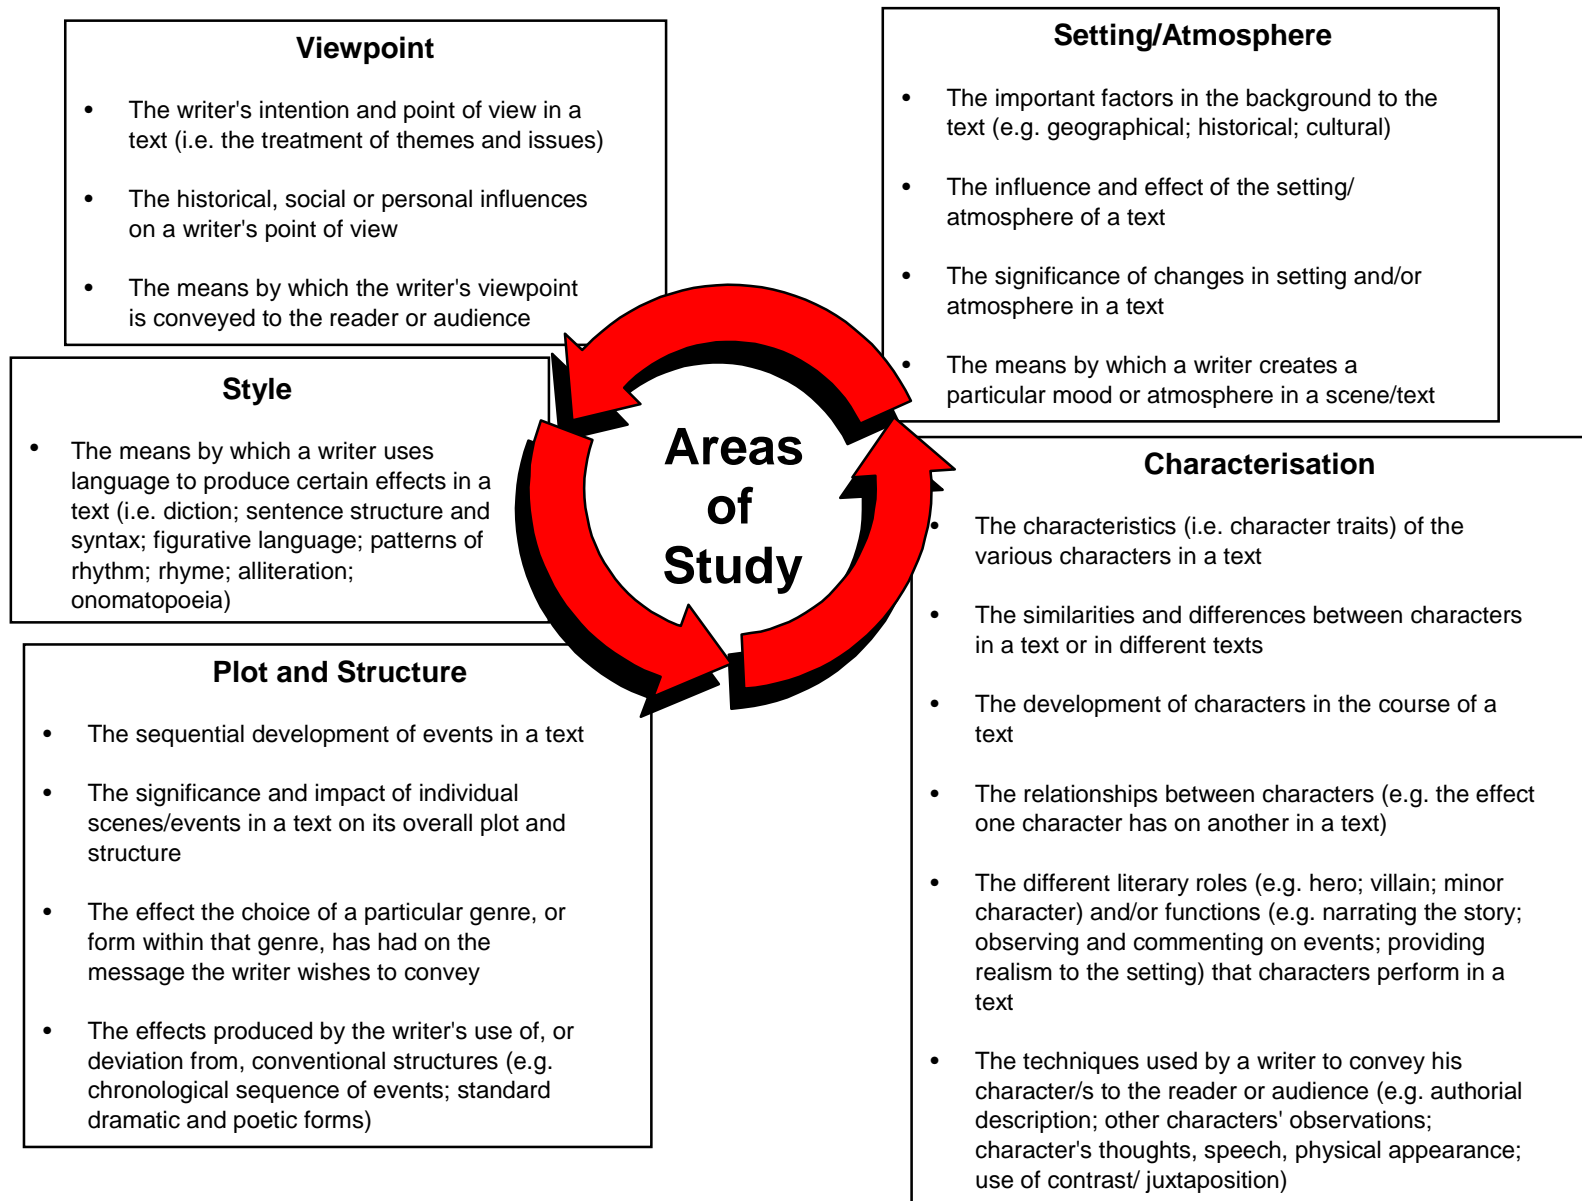 Viewpoint
• The writer's intention and point of view in a
text (i.e. the treatment of themes and issues)
• The historical, social or personal influences
on a writer's point of view
• The means by which the writer's viewpoint
is conveyed to the reader or audience
Setting/Atmosphere
• The important factors in the background to the
text (e.g. geographical; historical; cultural)
• The influence and effect of the setting/
atmosphere of a text
• The significance of changes in setting and/or
atmosphere in a text
• The means by which a writer creates a
particular mood or atmosphere in a scene/text
Style
• The means by which a writer uses
language to produce certain effects in a
text (i.e. diction; sentence structure and
syntax; figurative language; patterns of
rhythm; rhyme; alliteration;
onomatopoeia)
Areas
of
Study
Characterisation
• The characteristics (i.e. character traits) of the
various characters in a text
• The similarities and differences between characters
in a text or in different texts
• The development of characters in the course of a
text
• The relationships between characters (e.g. the effect
one character has on another in a text)
• The different literary roles (e.g. hero; villain; minor
character) and/or functions (e.g. narrating the story;
observing and commenting on events; providing
realism to the setting) that characters perform in a
text
• The techniques used by a writer to convey his
character/s to the reader or audience (e.g. authorial
description; other characters' observations;
character's thoughts, speech, physical appearance;
use of contrast/ juxtaposition)
Plot and Structure
• The sequential development of events in a text
• The significance and impact of individual
scenes/events in a text on its overall plot and
structure
• The effect the choice of a particular genre, or
form within that genre, has had on the
message the writer wishes to convey
• The effects produced by the writer's use of, or
deviation from, conventional structures (e.g.
chronological sequence of events; standard
dramatic and poetic forms)